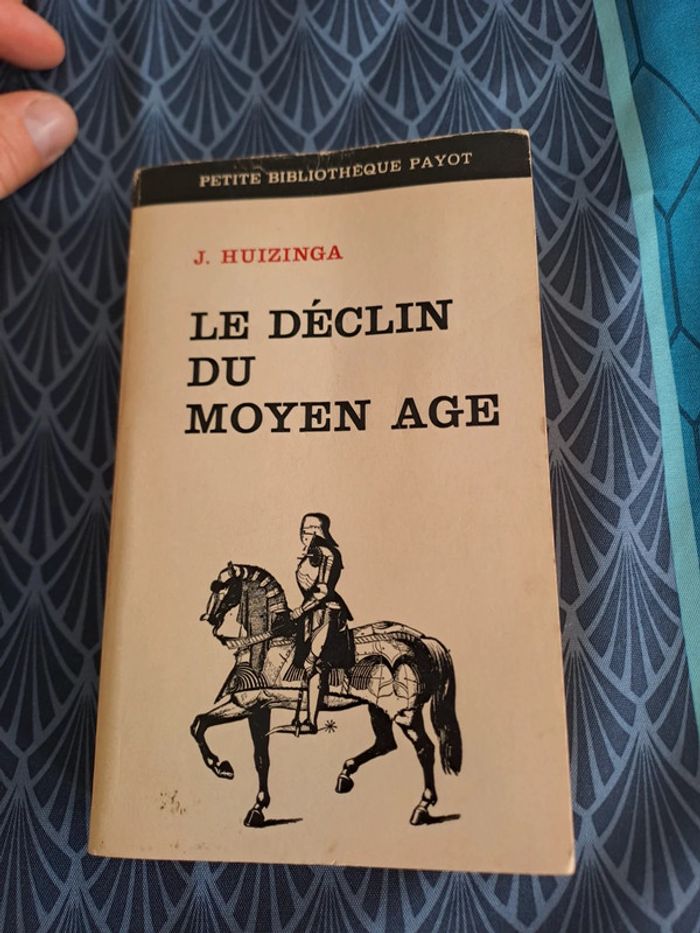 PETITE BIBLIOTHÈQUE PAYOT
J. HUIZINGA
LE DÉCLIN
DU
MOYEN AGE